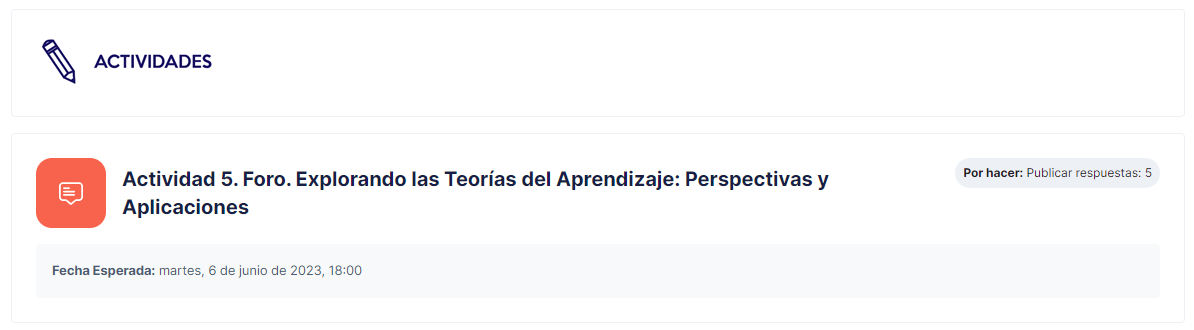 ACTIVIDADES
Actividad 5. Foro. Explorando las Teorías del Aprendizaje: Perspectivas y
Aplicaciones
Por hacer: Publicar respuestas: 5
Fecha Esperada: martes, 6 de junio de 2023, 18:00